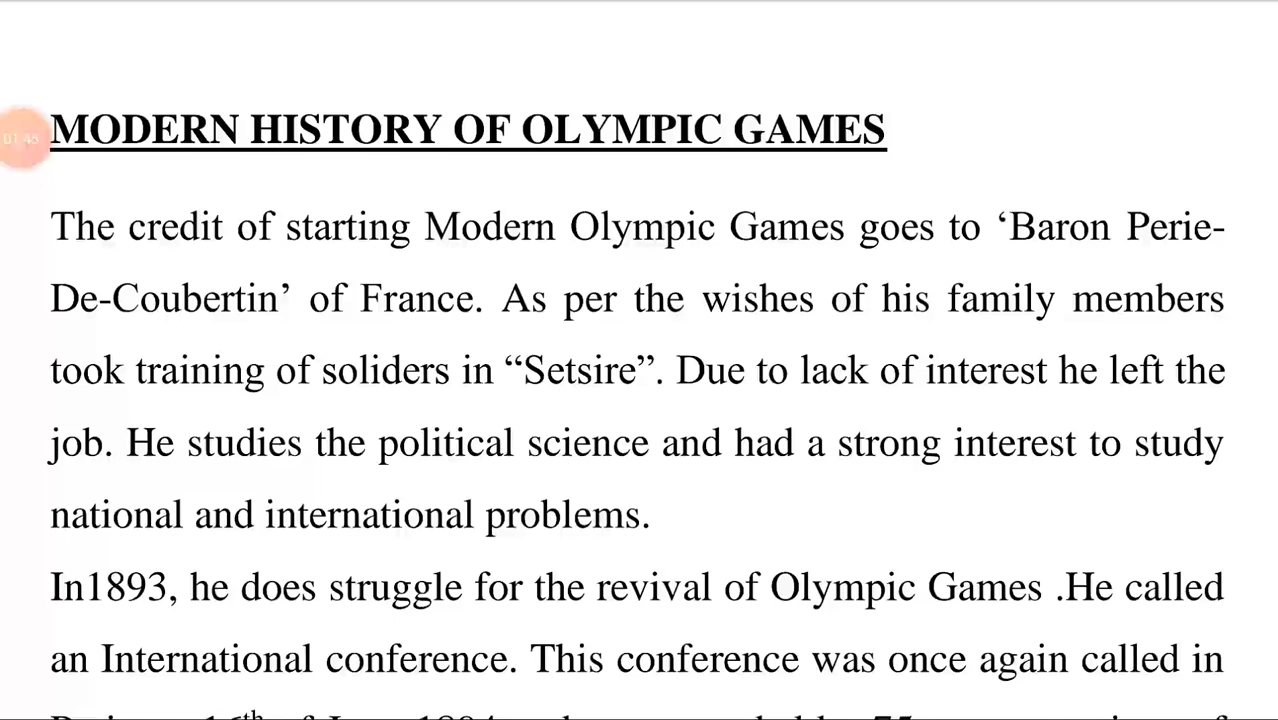 MODERN HISTORY OF OLYMPIC GAMES
01:45
The credit of starting Modern Olympic Games goes to ‘Baron Perie-
De-Coubertin’ of France. As per the wishes of his family members
took training of soliders in “Setsire”. Due to lack of interest he left the
job. He studies the political science and had a strong interest to study
national and international problems.
In1893, he does struggle for the revival of Olympic Games .He called
an International conference. This conference was once again called in